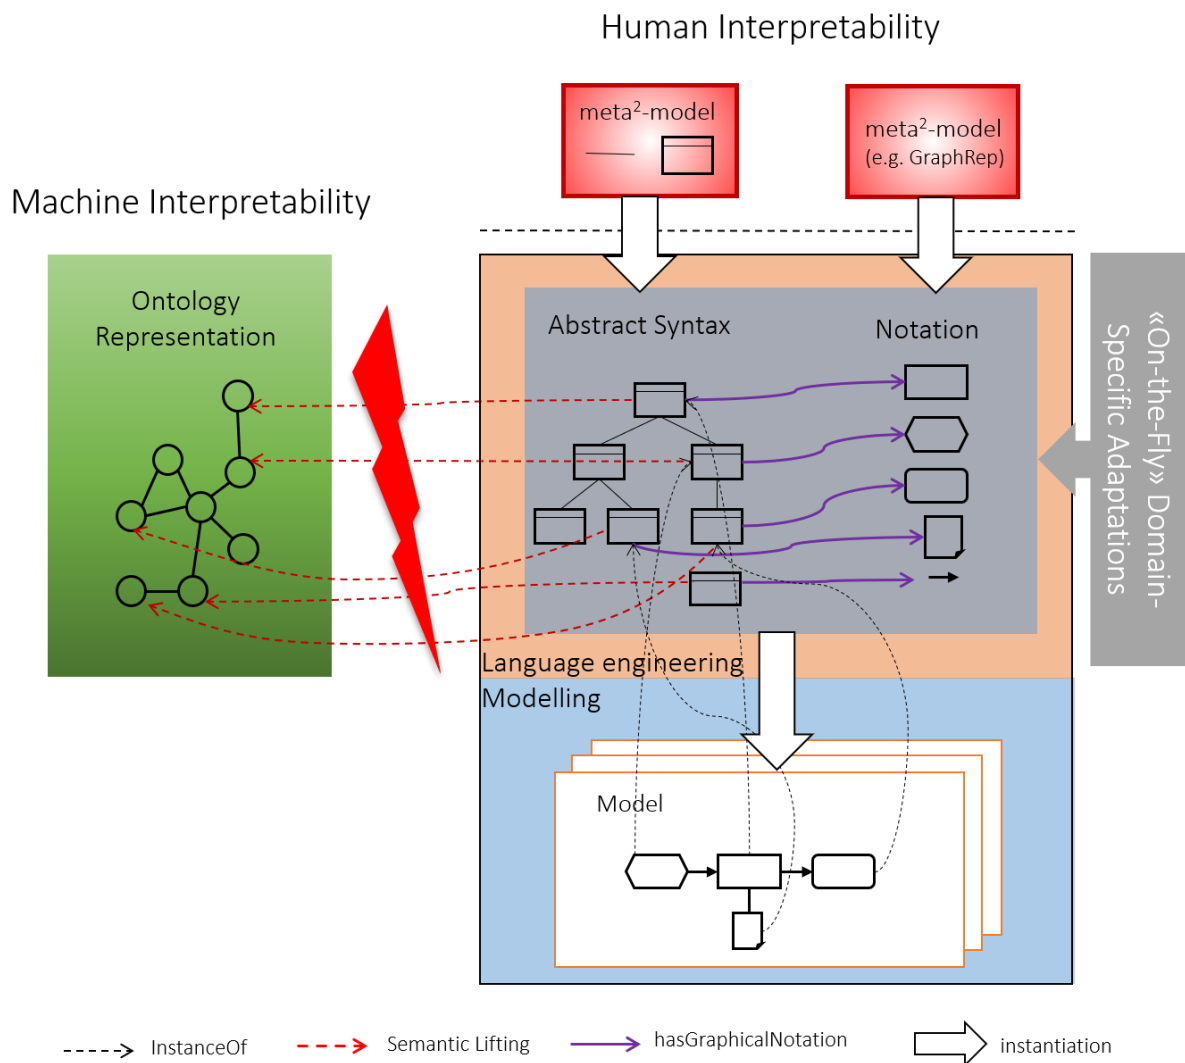 Human Interpretability
meta²-model
meta²-model
(e.g. GraphRep)
Machine Interpretability
Ontology
Representation
Abstract Syntax
Notation
«On-the-Fly» Domain-
Specific Adaptations
Language engineering
Modelling
Model
InstanceOf
Semantic Lifting
hasGraphicalNotation
instantiation